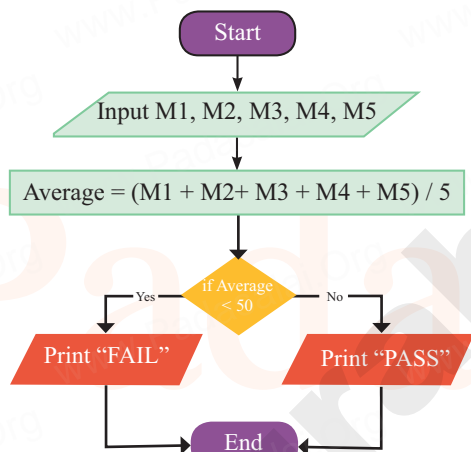 Start
Input M1, M2, M3, M4, M5
Average = (M1 + M2+ M3 + M4 + M5) / 5
if Average
< 50
Yes
No
Print “FAIL”
Print “PASS”
End